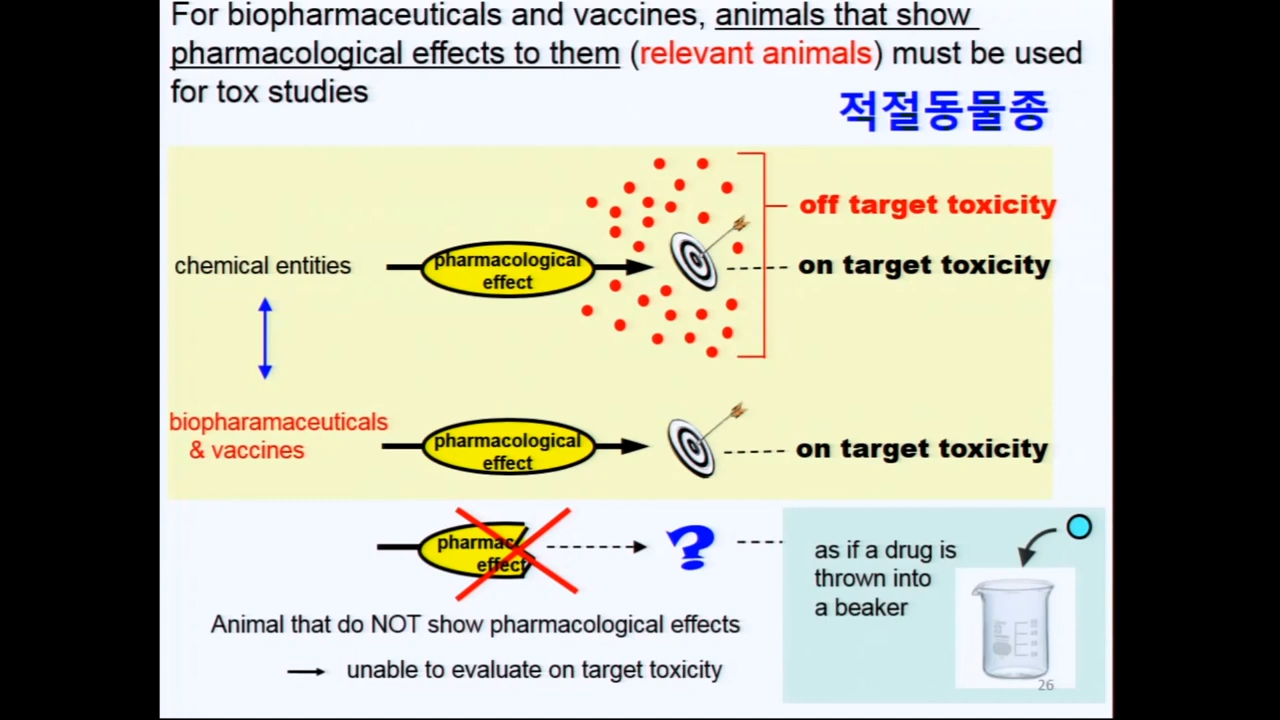 For biopharmaceuticals and vaccines, animals that show
pharmacological effects to them (relevant animals) must be used
for tox studies
적절동물종
off target toxicity
chemical entities
pharmacological
effect
on target toxicity
biopharamaceuticals
& vaccines
pharmacological
effect
on target toxicity
pharmac
effect
?
as if a drug is
thrown into
a beaker
Animal that do NOT show pharmacological effects
unable to evaluate on target toxicity
26